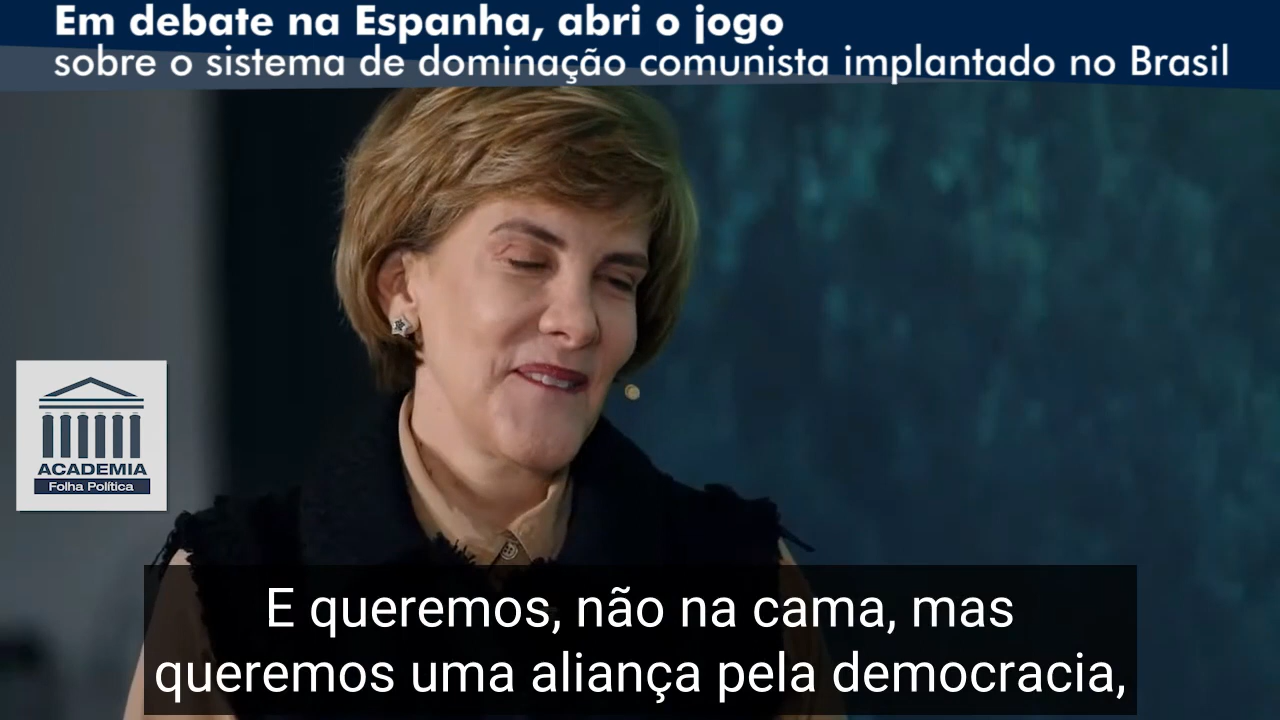 Em debate na Espanha, abri o jogo
sobre o sistema de dominação comunista implantado no Brasil
ACADEMIA
Folha Política
E queremos, não na cama, mas
queremos uma aliança pela democracia,